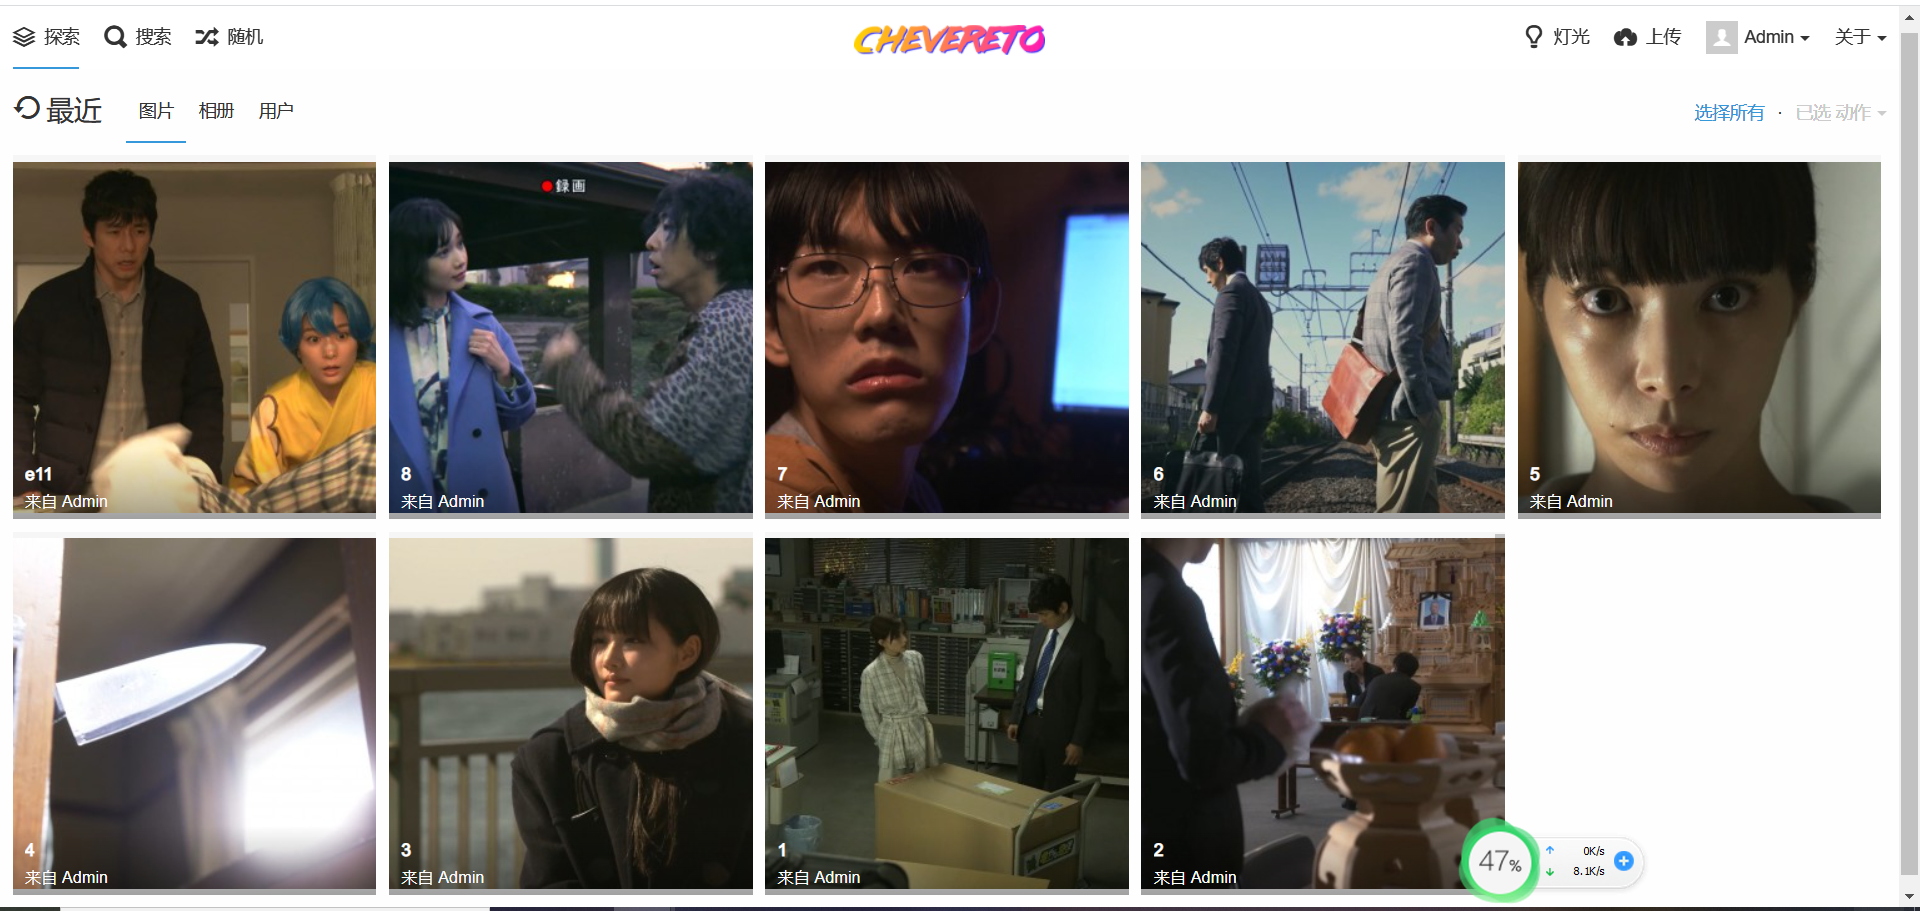 探索 搜索 随机
CHEVERETO
灯光 上传 Admin 关于
最近 图片 相册 用户
选择所有 · 已选 动作
録画
e11
来自 Admin
8
来自 Admin
7
来自 Admin
6
来自 Admin
5
来自 Admin
4
来自 Admin
3
来自 Admin
1
来自 Admin
2
来自 Admin
47%
0K/s
8.1K/s